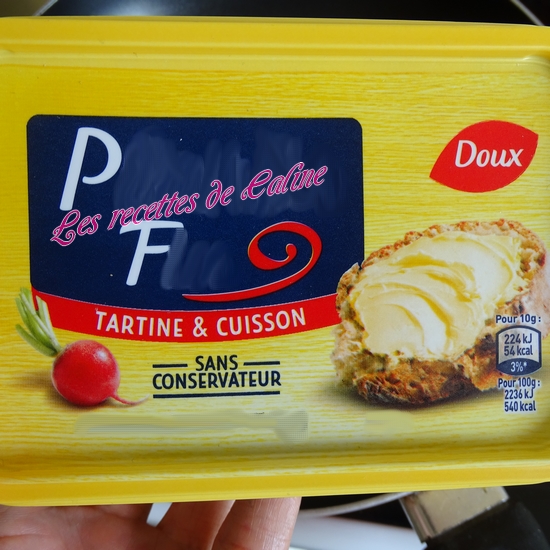 P
Les recettes de Caline
F
Doux
TARTINE & CUISSON
SANS
CONSERVATEUR
Pour 10g :
224 kJ
54 kcal
3%*
Pour 100g :
2236 kJ
540 kcal